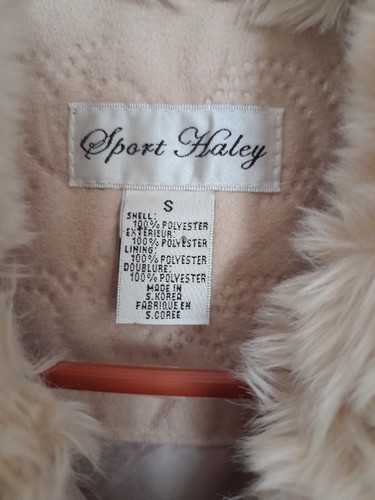 Sport Haley
S
SHELL:
100% POLYESTER
EXTERIEUR:
100% POLYESTER
LINING:
100% POLYESTER
DOUBLURE:
100% POLYESTER
MADE IN
S.KOREA
FABRIQUE EN
S.COREE